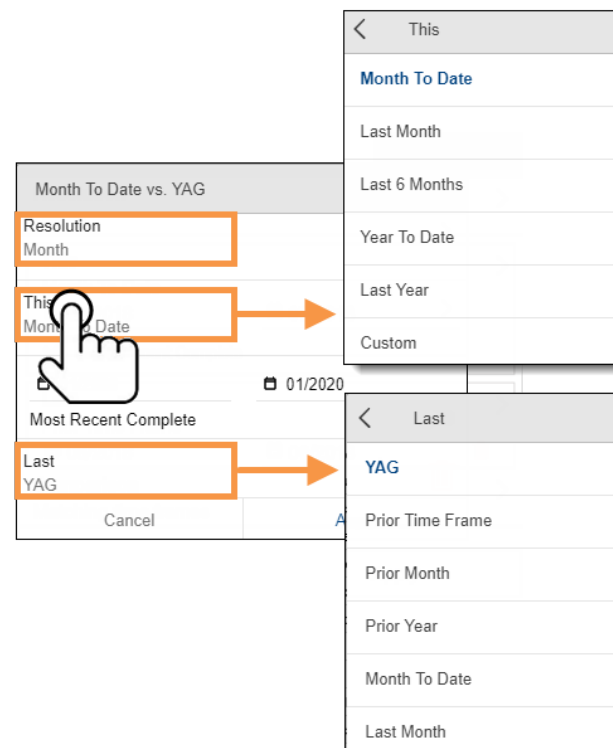 Month To Date vs. YAG
Resolution
Month
This
Month To Date
01/2020
Most Recent Complete
Last
YAG
Cancel
This
Month To Date
Last Month
Last 6 Months
Year To Date
Last Year
Custom
Last
YAG
Prior Time Frame
Prior Month
Prior Year
Month To Date
Last Month